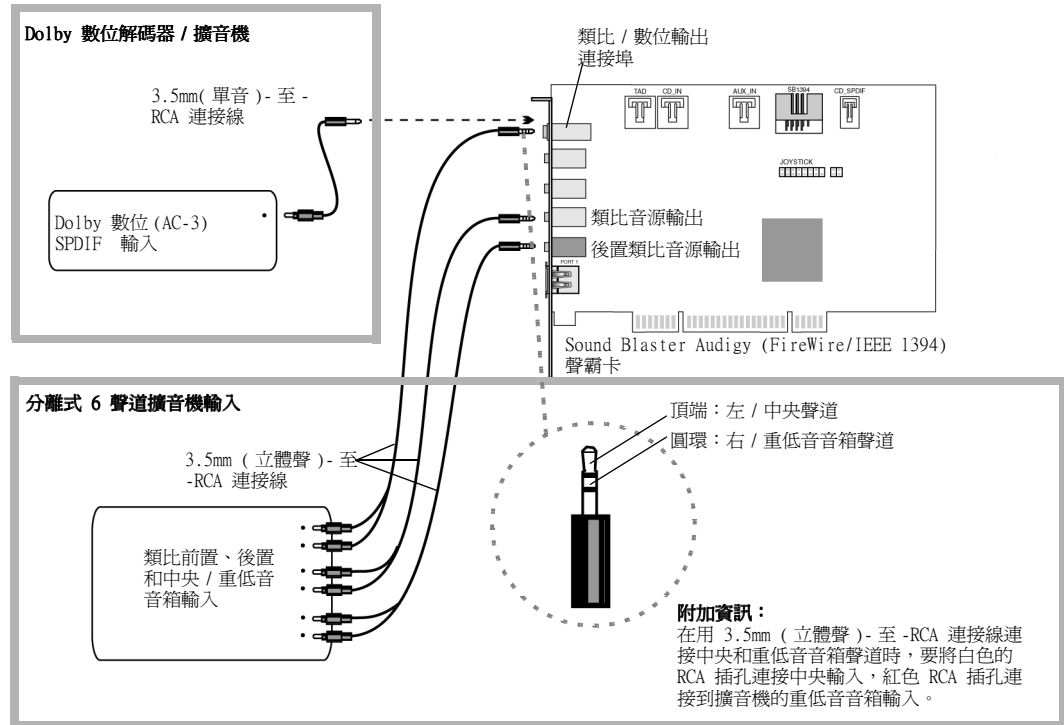 Dolby 數位解碼器 / 擴音機
3.5mm( 單音 )- 至 -
RCA 連接線
Dolby 數位 (AC-3)
SPDIF 輸入
類比 / 數位輸出
連接埠
TAD
CD_IN
AUX_IN
SB1394
CD_SPDIF
JOYSTICK
類比音源輸出
後置類比音源輸出
PORT 1
Sound Blaster Audigy (FireWire/IEEE 1394)
聲霸卡
分離式 6 聲道擴音機輸入
3.5mm ( 立體聲 )- 至
-RCA 連接線
類比前置、後置
和中央 / 重低音
音箱輸入
頂端：左 / 中央聲道
圓環：右 / 重低音音箱聲道
附加資訊：
在用 3.5mm ( 立體聲 )- 至 -RCA 連接線連
接中央和重低音音箱聲道時，要將白色的
RCA 插孔連接中央輸入，紅色 RCA 插孔連
接到擴音機的重低音音箱輸入。